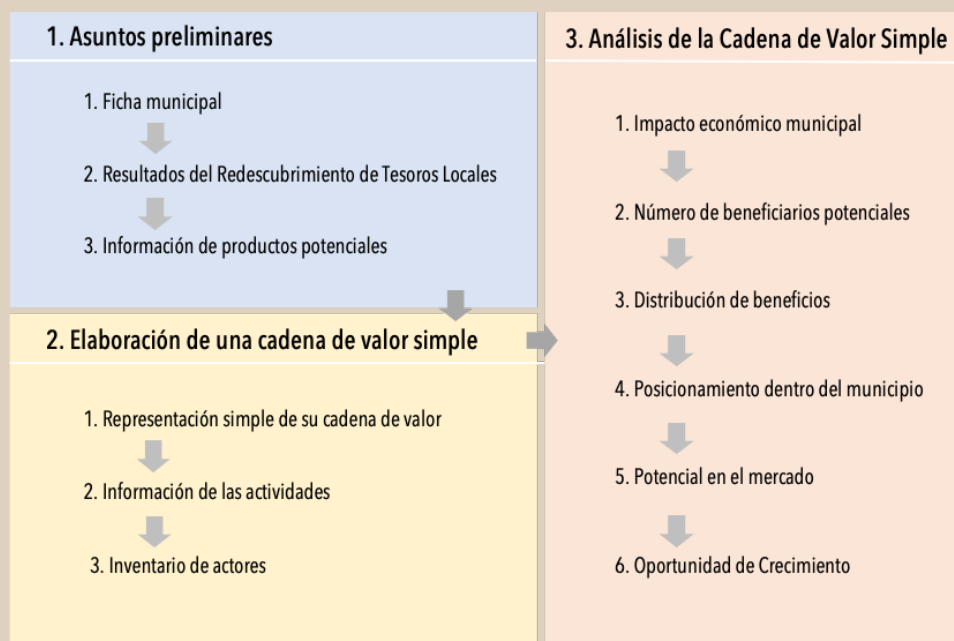 1. Asuntos preliminares
1. Ficha municipal
2. Resultados del Redescubrimiento de Tesoros Locales
3. Información de productos potenciales
2. Elaboración de una cadena de valor simple
1. Representación simple de su cadena de valor
2. Información de las actividades
3. Inventario de actores
3. Análisis de la Cadena de Valor Simple
1. Impacto económico municipal
2. Número de beneficiarios potenciales
3. Distribución de beneficios
4. Posicionamiento dentro del municipio
5. Potencial en el mercado
6. Oportunidad de Crecimiento